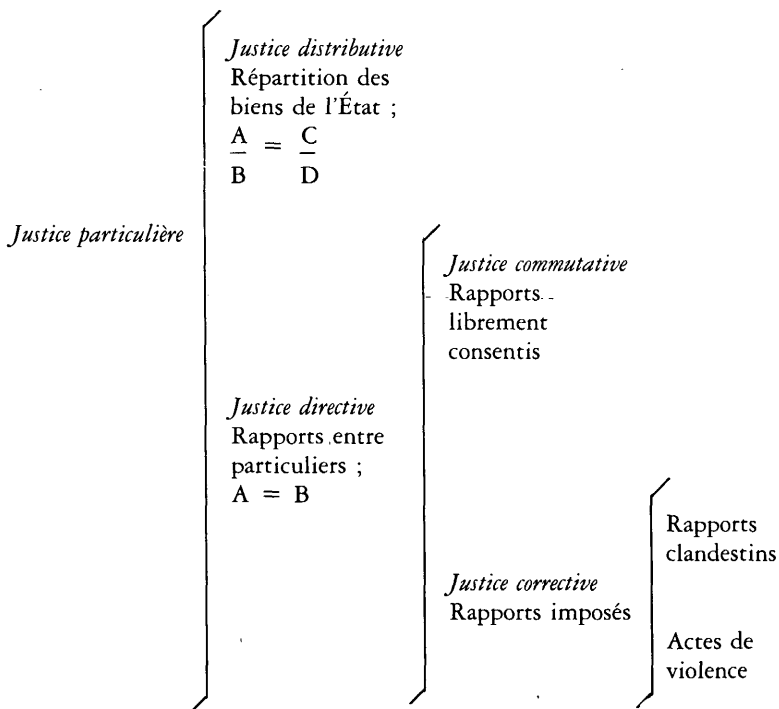 Justice distributive
Répartition des
biens de l'État ;
A = C
B D
Justice particulière
Justice commutative
Rapports
librement
consentis
Justice directive
Rapports entre
particuliers ;
A = B
Rapports
clandestins
Justice corrective
Rapports imposés
Actes de
violence